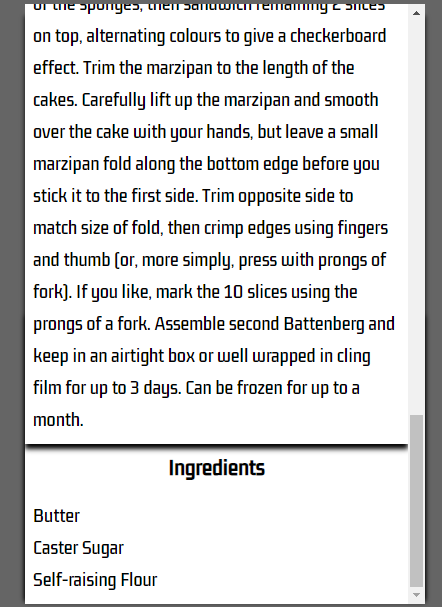 of the sponges, then sandwich remaining 2 slices
on top, alternating colours to give a checkerboard
effect. Trim the marzipan to the length of the
cakes. Carefully lift up the marzipan and smooth
over the cake with your hands, but leave a small
marzipan fold along the bottom edge before you
stick it to the first side. Trim opposite side to
match size of fold, then crimp edges using fingers
and thumb (or, more simply, press with prongs of
fork). If you like, mark the 10 slices using the
prongs of a fork. Assemble second Battenberg and
keep in an airtight box or well wrapped in cling
film for up to 3 days. Can be frozen for up to a
month.
Ingredients
Butter
Caster Sugar
Self-raising Flour